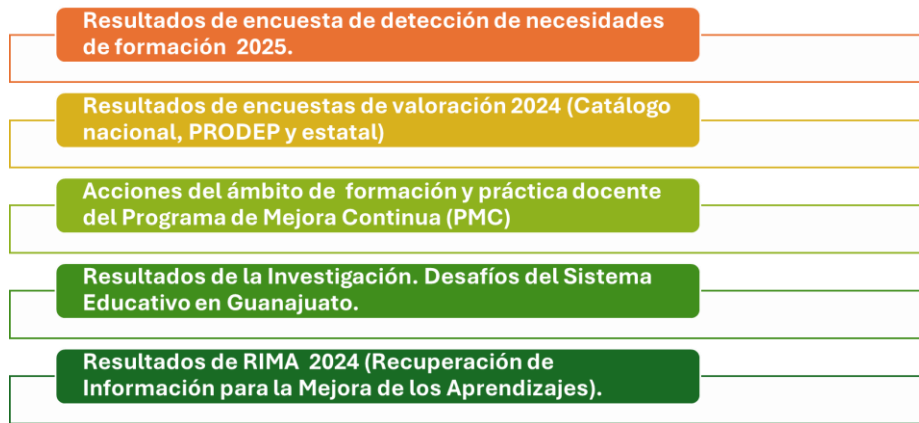 Resultados de encuesta de detección de necesidades
de formación 2025.
Resultados de encuestas de valoración 2024 (Catálogo
nacional, PRODEP y estatal)
Acciones del ámbito de formación y práctica docente
del Programa de Mejora Continua (PMC)
Resultados de la Investigación. Desafíos del Sistema
Educativo en Guanajuato.
Resultados de RIMA 2024 (Recuperación de
Información para la Mejora de los Aprendizajes).